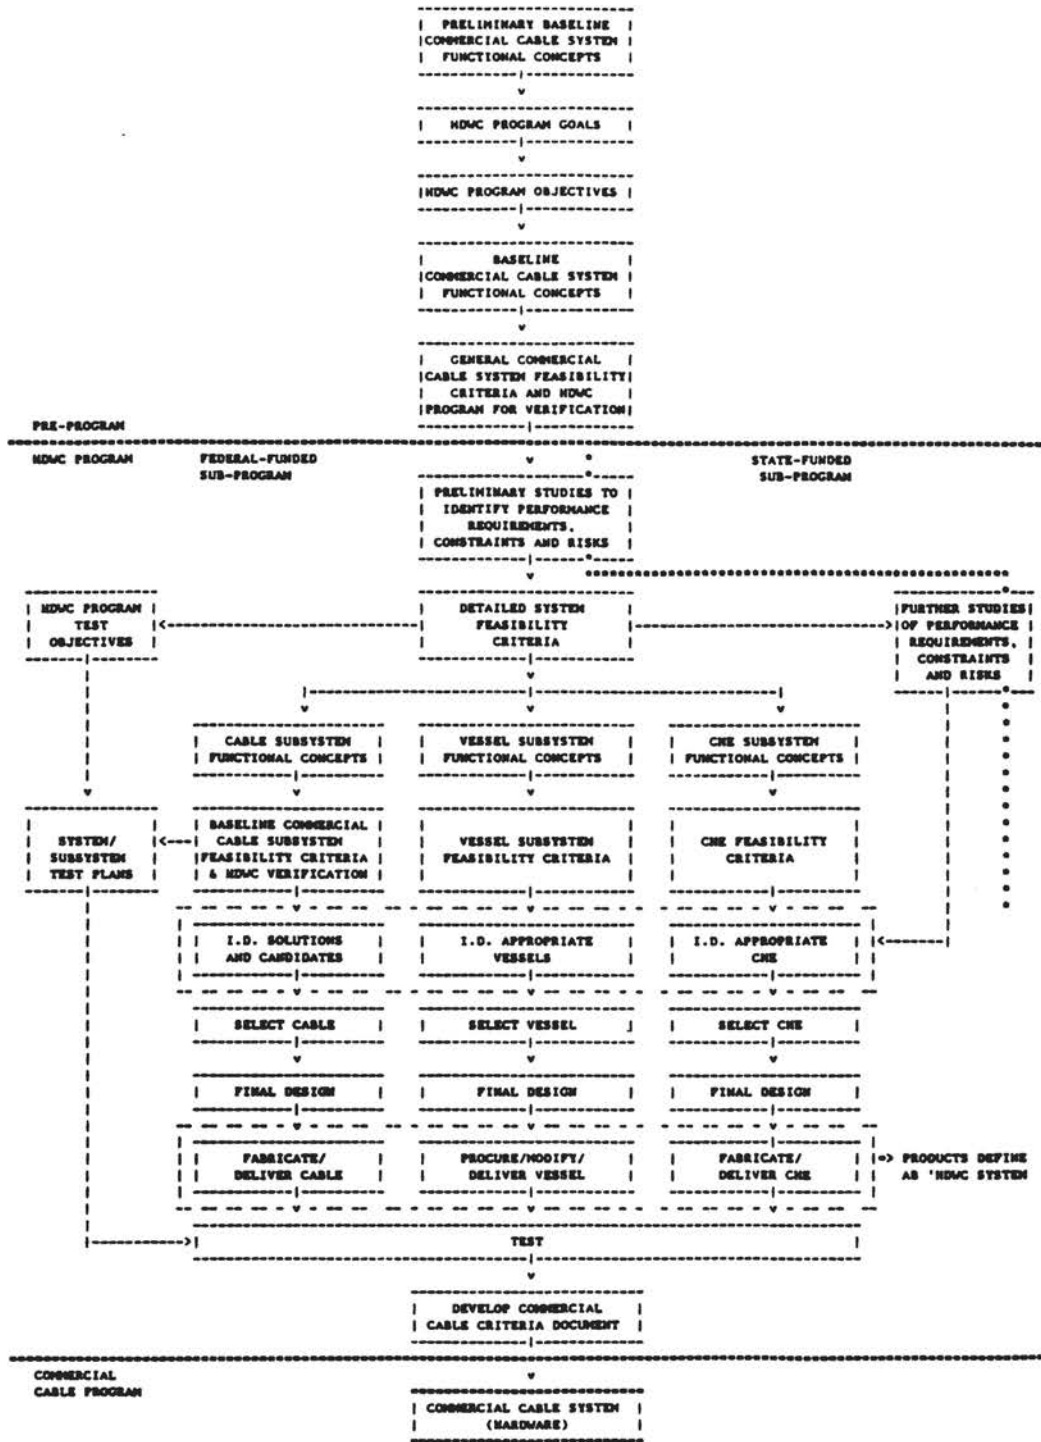 PRELIMINARY BASELINE
COMMERCIAL CABLE SYSTEM
FUNCTIONAL CONCEPTS
HDWC PROGRAM GOALS
HDWC PROGRAM OBJECTIVES
BASELINE
COMMERCIAL CABLE SYSTEM
FUNCTIONAL CONCEPTS
GENERAL COMMERCIAL
CABLE SYSTEM FEASIBILITY
CRITERIA AND HDWC
PROGRAM FOR VERIFICATION
PRE-PROGRAM
HDWC PROGRAM
FEDERAL-FUNDED
SUB-PROGRAM
STATE-FUNDED
SUB-PROGRAM
PRELIMINARY STUDIES TO
IDENTIFY PERFORMANCE
REQUIREMENTS,
CONSTRAINTS AND RISKS
HDWC PROGRAM
TEST
OBJECTIVES
DETAILED SYSTEM
FEASIBILITY
CRITERIA
FURTHER STUDIES
OF PERFORMANCE
REQUIREMENTS,
CONSTRAINTS
AND RISKS
CABLE SUBSYSTEM
FUNCTIONAL CONCEPTS
VESSEL SUBSYSTEM
FUNCTIONAL CONCEPTS
CHE SUBSYSTEM
FUNCTIONAL CONCEPTS
SYSTEM/
SUBSYSTEM
TEST PLANS
BASELINE COMMERCIAL
CABLE SUBSYSTEM
FEASIBILITY CRITERIA
& HDWC VERIFICATION
VESSEL SUBSYSTEM
FEASIBILITY CRITERIA
CHE FEASIBILITY
CRITERIA
I.D. SOLUTIONS
AND CANDIDATES
I.D. APPROPRIATE
VESSELS
I.D. APPROPRIATE
CHE
SELECT CABLE
SELECT VESSEL
SELECT CHE
FINAL DESIGN
FINAL DESIGN
FINAL DESIGN
FABRICATE/
DELIVER CABLE
PROCURE/MODIFY/
DELIVER VESSEL
FABRICATE/
DELIVER CHE
=> PRODUCTS DEFINE
AS 'HDWC SYSTEM
TEST
DEVELOP COMMERCIAL
CABLE CRITERIA DOCUMENT
COMMERCIAL
CABLE PROGRAM
COMMERCIAL CABLE SYSTEM
(HARDWARE)